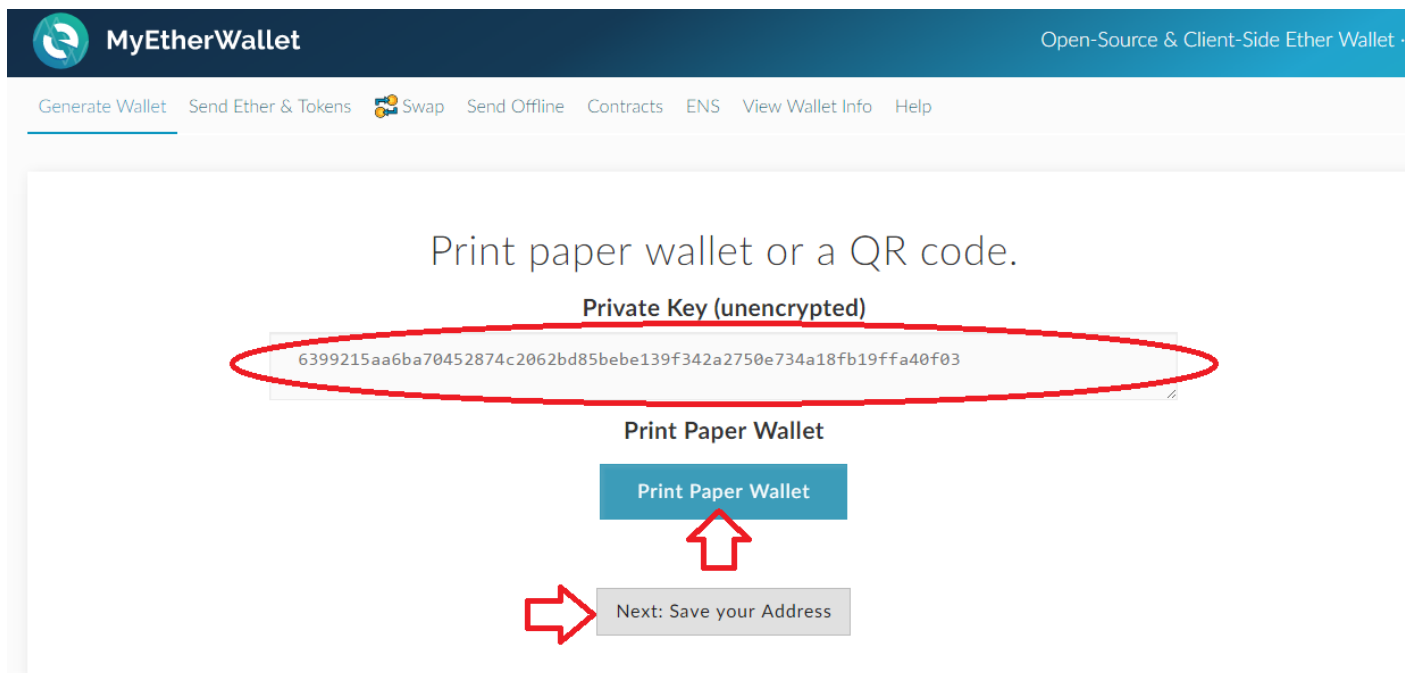 MyEtherWallet
Open-Source & Client-Side Ether Wallet ·
Generate Wallet Send Ether & Tokens Swap Send Offline Contracts ENS View Wallet Info Help
Print paper wallet or a QR code.
Private Key (unencrypted)
6399215aa6ba70452874c2062bd85bebe139f342a2750e734a18fb19ffa40f03
Print Paper Wallet
Print Paper Wallet
Next: Save your Address